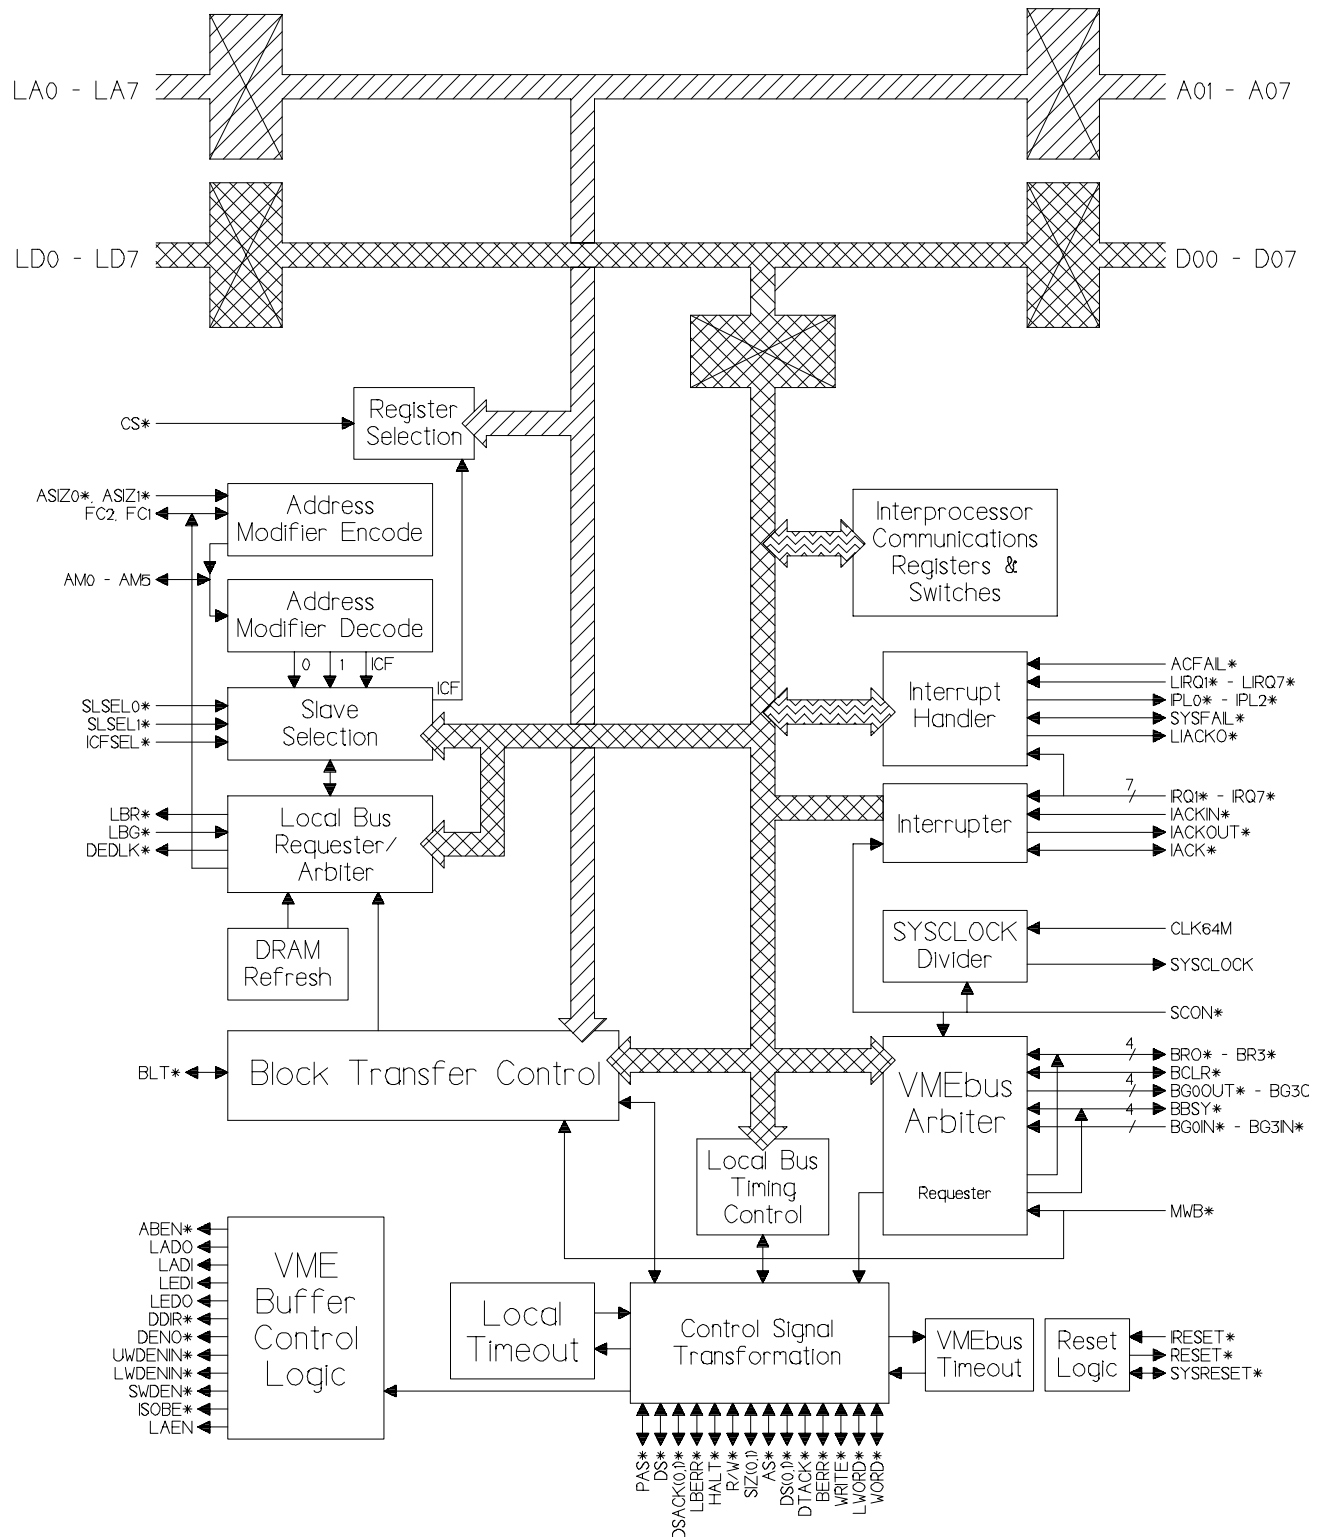 LA0 - LA7
A01 - A07
LD0 - LD7
D00 - D07
Register
Selection
CS*
ASIZ0*, ASIZ1*
FC2, FC1
Address
Modifier Encode
AM0 - AM5
Address
Modifier Decode
0
1
ICF
ICF
SLSEL0*
SLSEL1*
ICFSEL*
Slave
Selection
LBR*
LBG*
DEDLK*
Local Bus
Requester/
Arbiter
DRAM
Refresh
BLT*
Block Transfer Control
Interprocessor
Communications
Registers &
Switches
Interrupt
Handler
ACFAIL*
LIRQ1* - LIRQ7*
IPL0* - IPL2*
SYSFAIL*
LIACKO*
Interrupter
7
IRQ1* - IRQ7*
IACKIN*
IACKOUT*
IACK*
SYSCLOCK
Divider
CLK64M
SYSCLOCK
SCON*
VMEbus
Arbiter
Requester
4
BR0* - BR3*
BCLR*
4
BG0OUT* - BG3O
4
BBSY*
BG0IN* - BG3IN*
MWB*
Local Bus
Timing
Control
ABEN*
LADO
LADI
LEDI
LEDO
DDIR*
DENO*
UWDENIN*
LWDENIN*
SWDEN*
ISOBE*
LAEN
VME
Buffer
Control
Logic
Local
Timeout
Control Signal
Transformation
VMEbus
Timeout
Reset
Logic
IRESET*
RESET*
SYSRESET*
PAS*
DS*
DSACK(0,1)*
LBERR*
HALT*
R/W*
SIZ(0,1)
AS*
DS(0,1)*
DTACK*
BERR*
WRITE*
LWORD*
WORD*